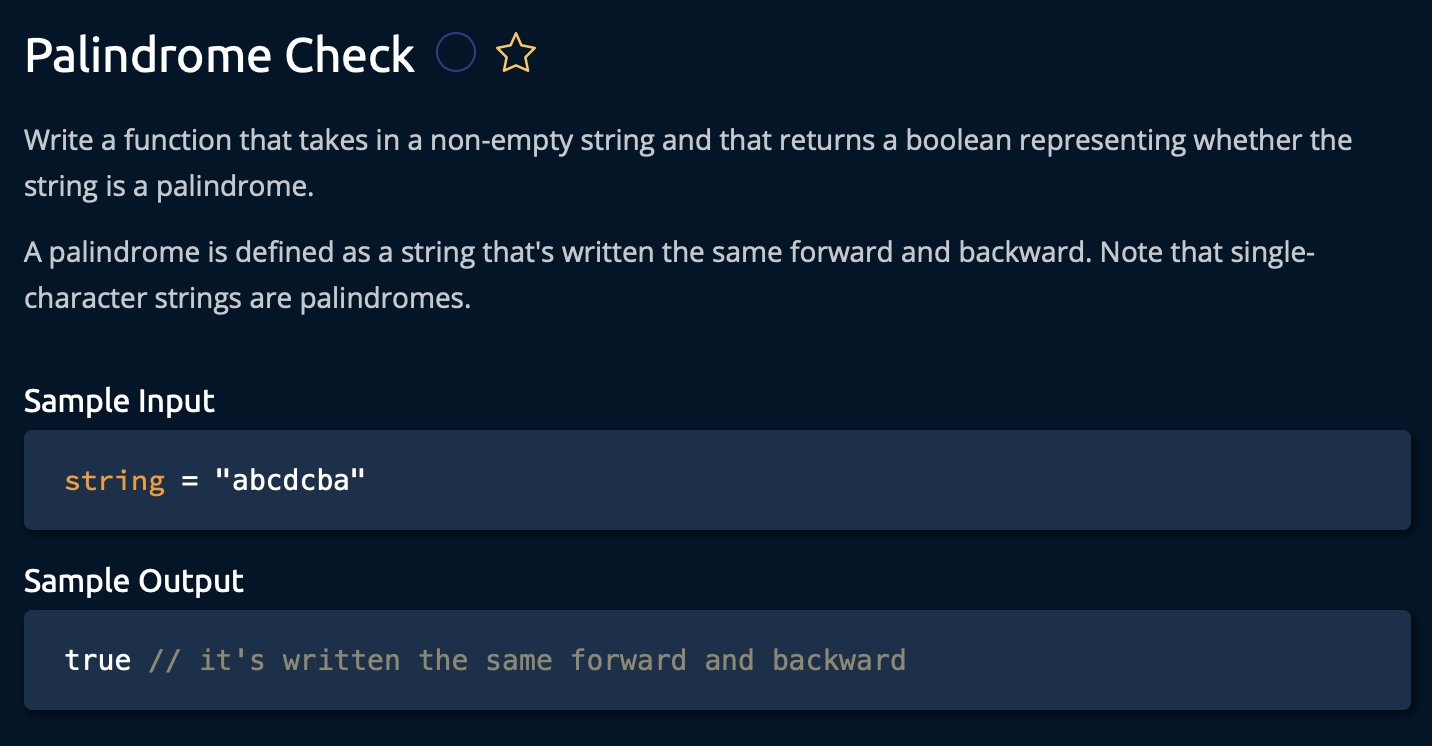 Palindrome Check
Write a function that takes in a non-empty string and that returns a boolean representing whether the
string is a palindrome.
A palindrome is defined as a string that's written the same forward and backward. Note that single-
character strings are palindromes.
Sample Input
string = "abcdcba"
Sample Output
true // it's written the same forward and backward